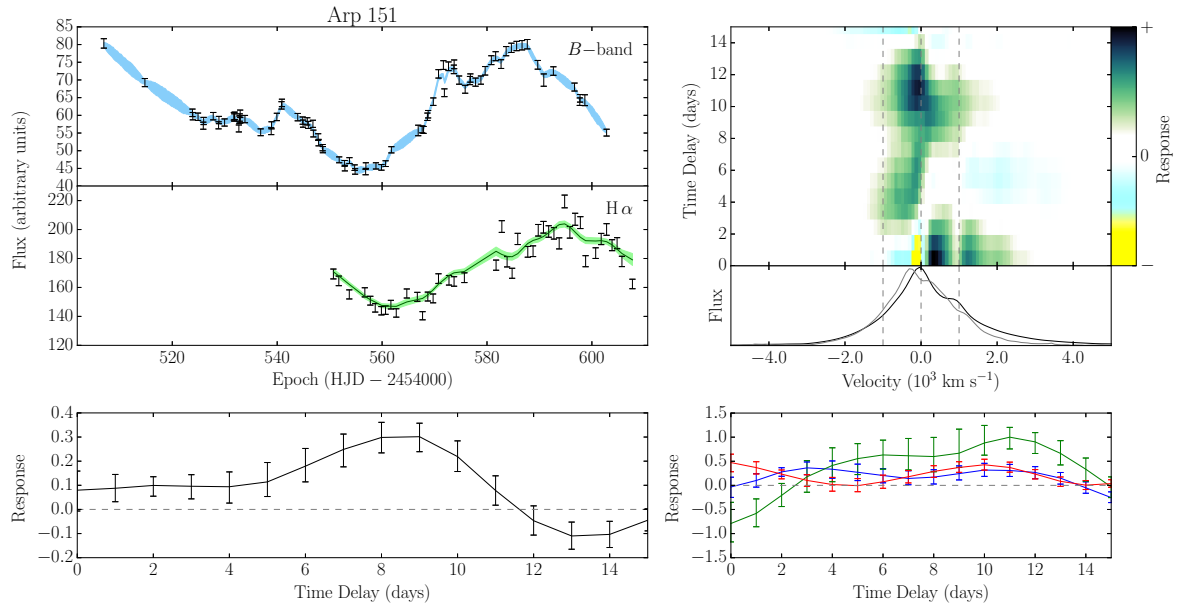 Arp 151
85
80
75
70
65
60
55
50
45
40
B−band
220
200
180
160
140
120
Hα
Flux (arbitrary units)
520 540 560 580 600
Epoch (HJD − 2454000)
14
12
10
8
6
4
2
0
Time Delay (days)
+
0
−
Response
Flux
−4.0 −2.0 0.0 2.0 4.0
Velocity (10³ km s⁻¹)
0.4
0.3
0.2
0.1
0.0
−0.1
−0.2
Response
0 2 4 6 8 10 12 14
Time Delay (days)
1.5
1.0
0.5
0.0
−0.5
−1.0
−1.5
Response
0 2 4 6 8 10 12 14
Time Delay (days)